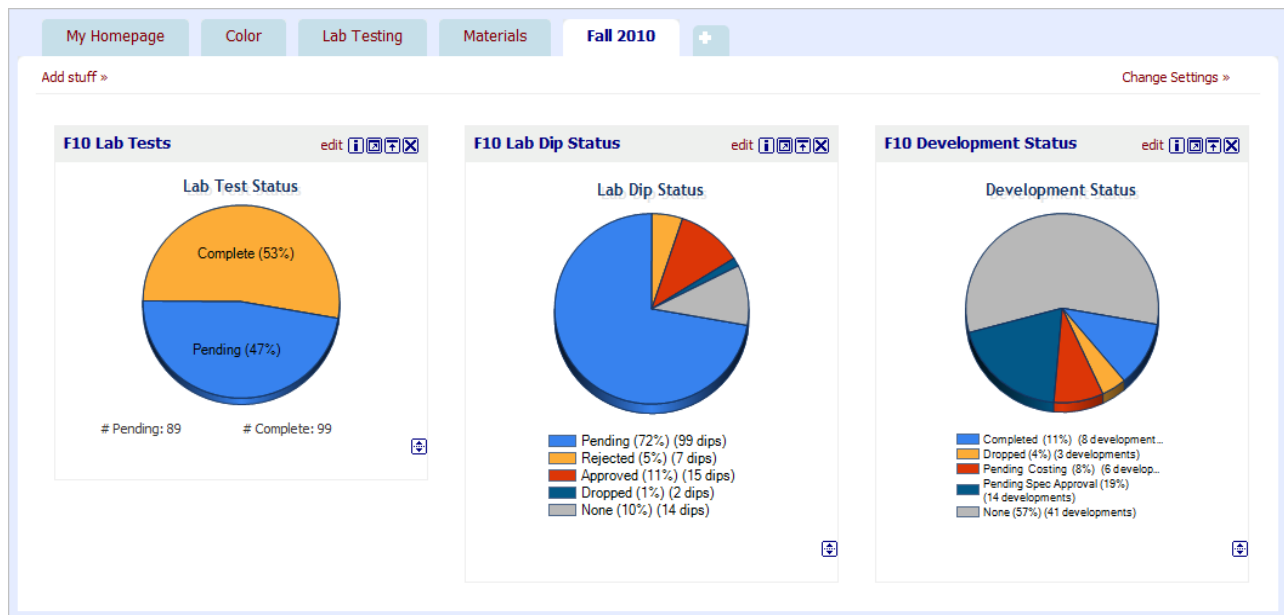 My Homepage Color Lab Testing Materials Fall 2010
Add stuff » Change Settings »
F10 Lab Tests edit
Lab Test Status
Complete (53%)
Pending (47%)
# Pending: 89 # Complete: 99
F10 Lab Dip Status edit
Lab Dip Status
Pending (72%) (99 dips)
Rejected (5%) (7 dips)
Approved (11%) (15 dips)
Dropped (1%) (2 dips)
None (10%) (14 dips)
F10 Development Status edit
Development Status
Completed (11%) (8 development...
Dropped (4%) (3 developments)
Pending Costing (8%) (6 develop...
Pending Spec Approval (19%)
(14 developments)
None (57%) (41 developments)